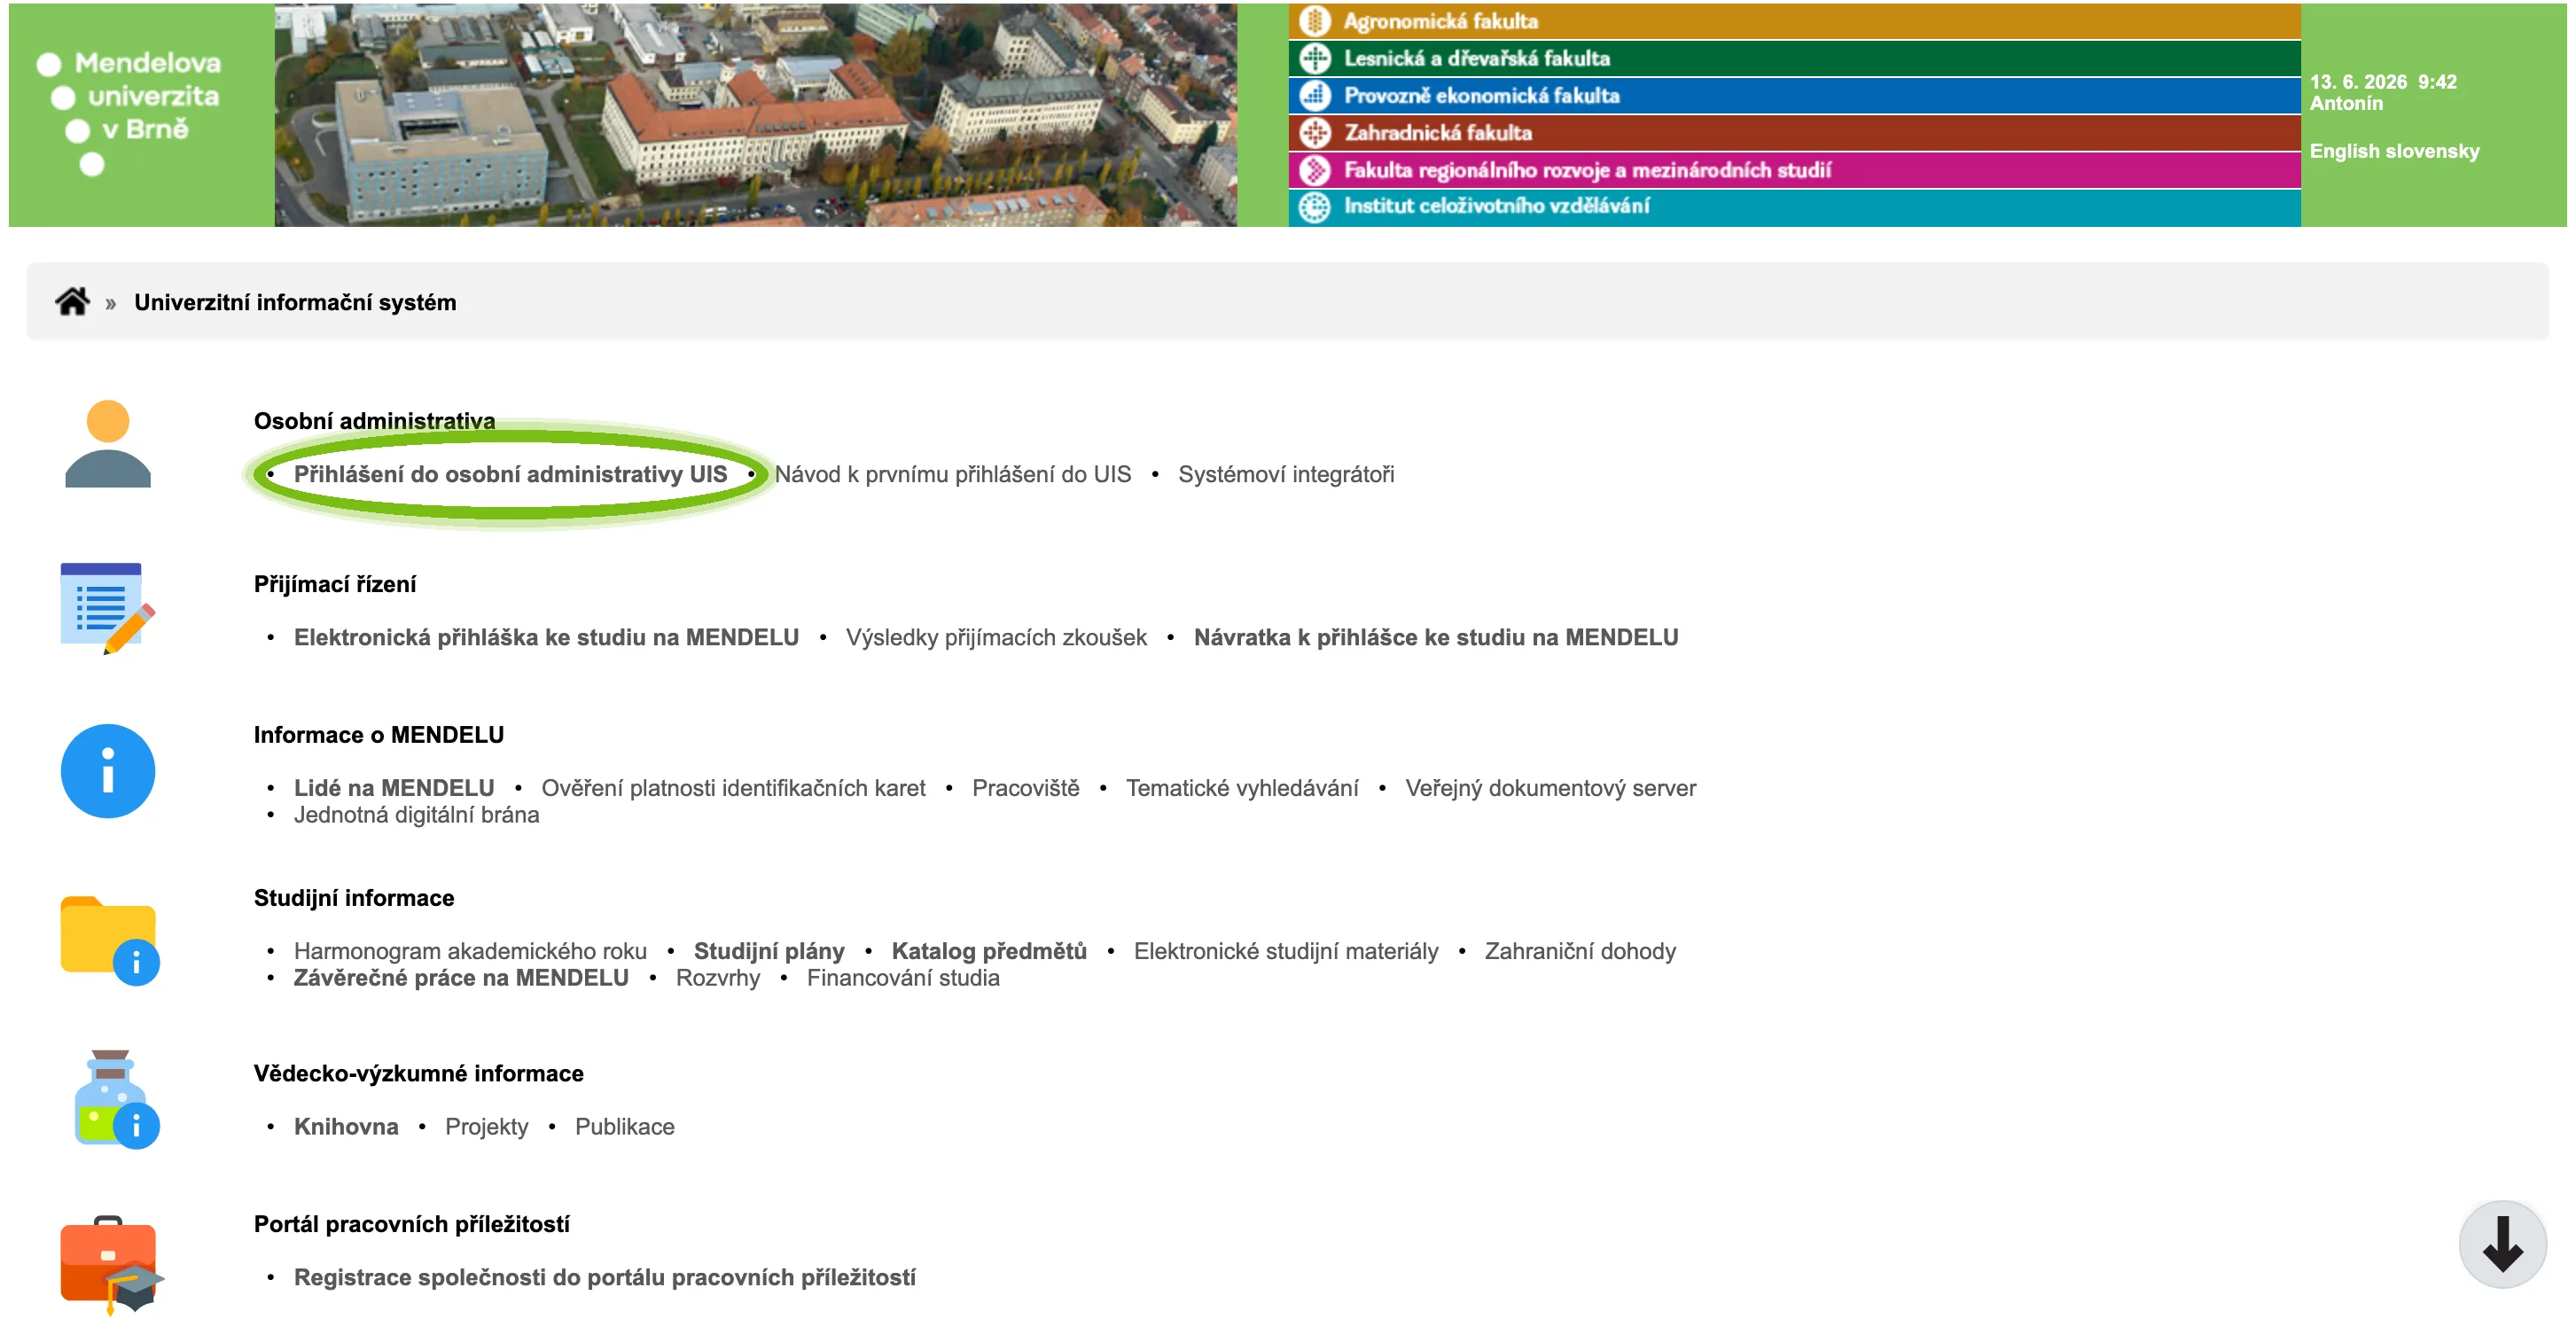 Mendelova
univerzita
v Brně
Agronomická fakulta
Lesnická a dřevařská fakulta
Provozně ekonomická fakulta
Zahradnická fakulta
Fakulta regionálního rozvoje a mezinárodních studií
Institut celoživotního vzdělávání
13. 6. 2026 9:42
Antonín
English slovensky
» Univerzitní informační systém
Osobní administrativa
• Přihlášení do osobní administrativy UIS • Návod k prvnímu přihlášení do UIS • Systémoví integrátoři
Přijímací řízení
• Elektronická přihláška ke studiu na MENDELU • Výsledky přijímacích zkoušek • Návratka k přihlášce ke studiu na MENDELU
Informace o MENDELU
• Lidé na MENDELU • Ověření platnosti identifikačních karet • Pracoviště • Tematické vyhledávání • Veřejný dokumentový server
• Jednotná digitální brána
Studijní informace
• Harmonogram akademického roku • Studijní plány • Katalog předmětů • Elektronické studijní materiály • Zahraniční dohody
• Závěrečné práce na MENDELU • Rozvrhy • Financování studia
Vědecko-výzkumné informace
• Knihovna • Projekty • Publikace
Portál pracovních příležitostí
• Registrace společnosti do portálu pracovních příležitostí